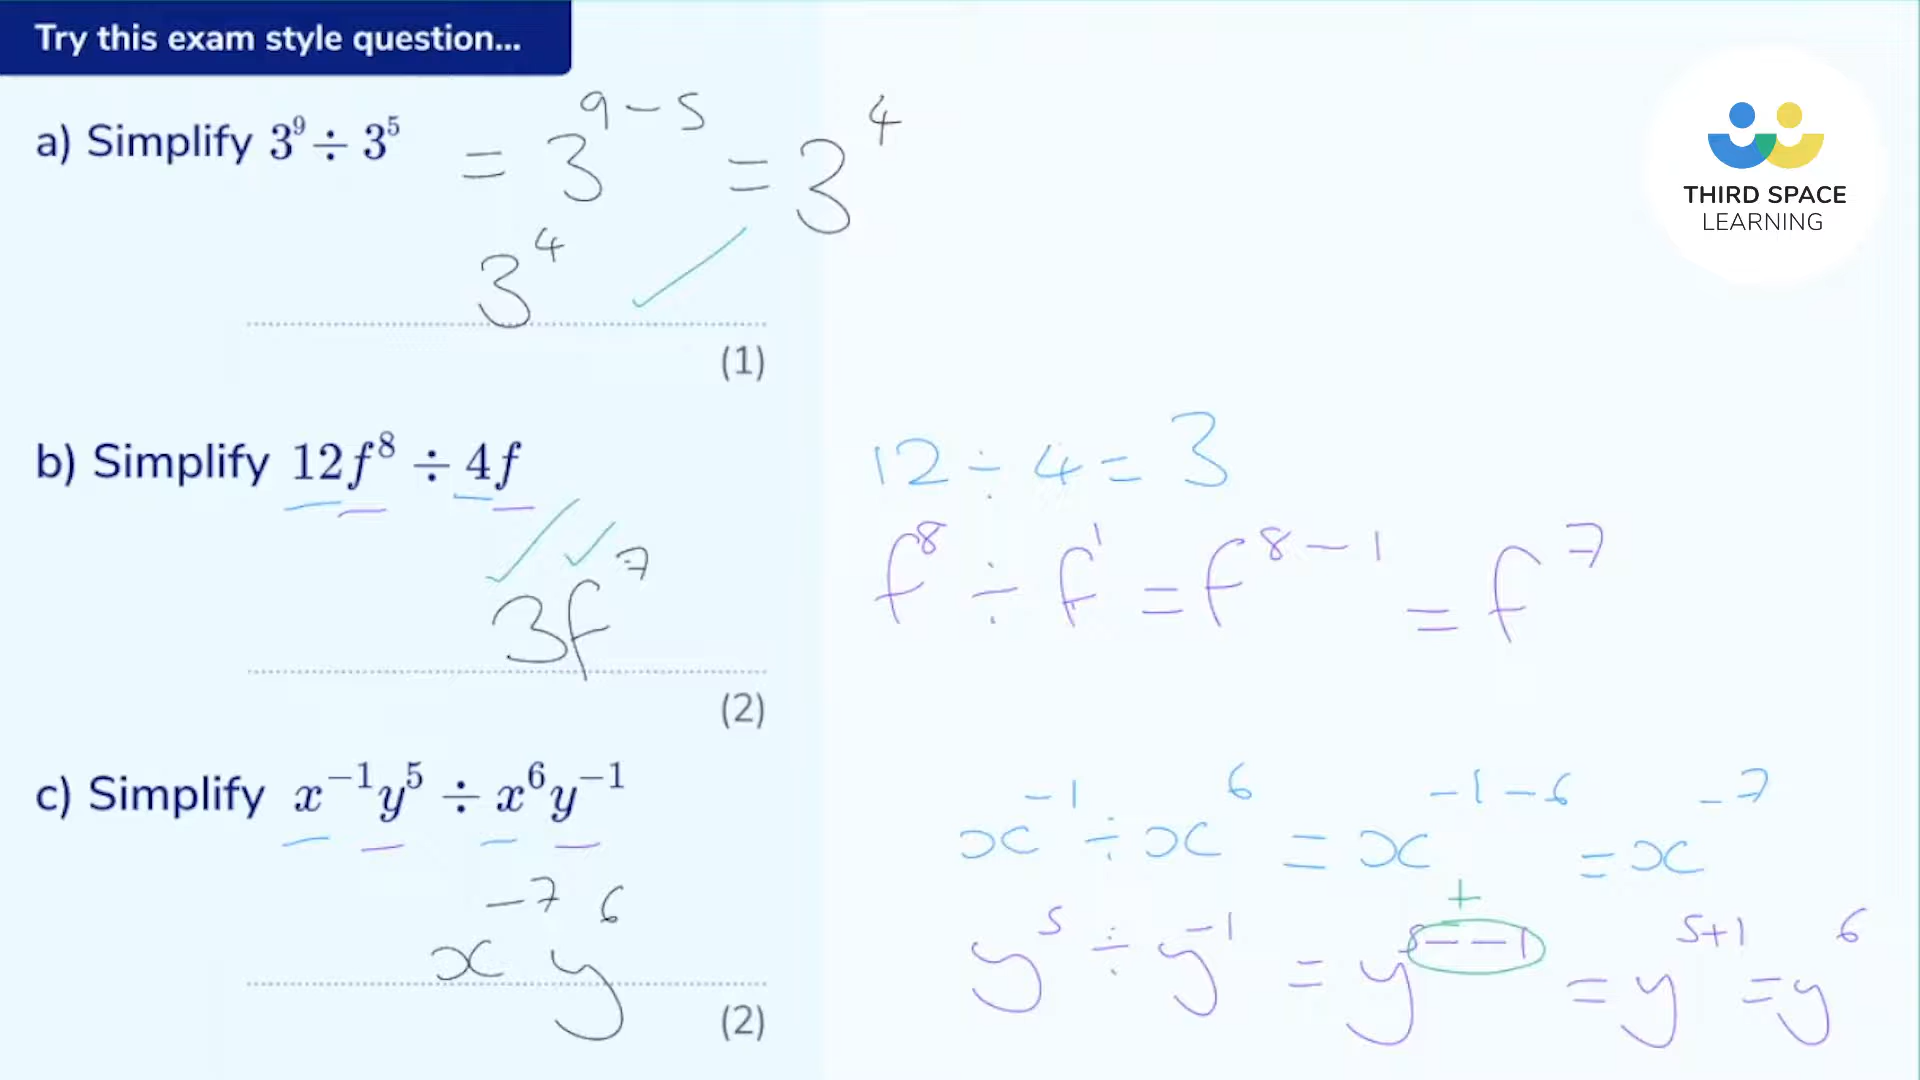 Try this exam style question...
THIRD SPACE
LEARNING
a) Simplify 3⁹ ÷ 3⁵ = 3⁹⁻⁵ = 3⁴
3⁴ ✓
(1)
b) Simplify 12f⁸ ÷ 4f
12 ÷ 4 = 3
f⁸ ÷ f¹ = f⁸⁻¹ = f⁷
✓✓
3f⁷
(2)
c) Simplify x⁻¹y⁵ ÷ x⁶y⁻¹
x⁻¹ ÷ x⁶ = x⁻¹⁻⁶ = x⁻⁷
+
y⁵ ÷ y⁻¹ = y⁵⁻⁻¹ = y⁵⁺¹ = y⁶
x⁻⁷y⁶
(2)